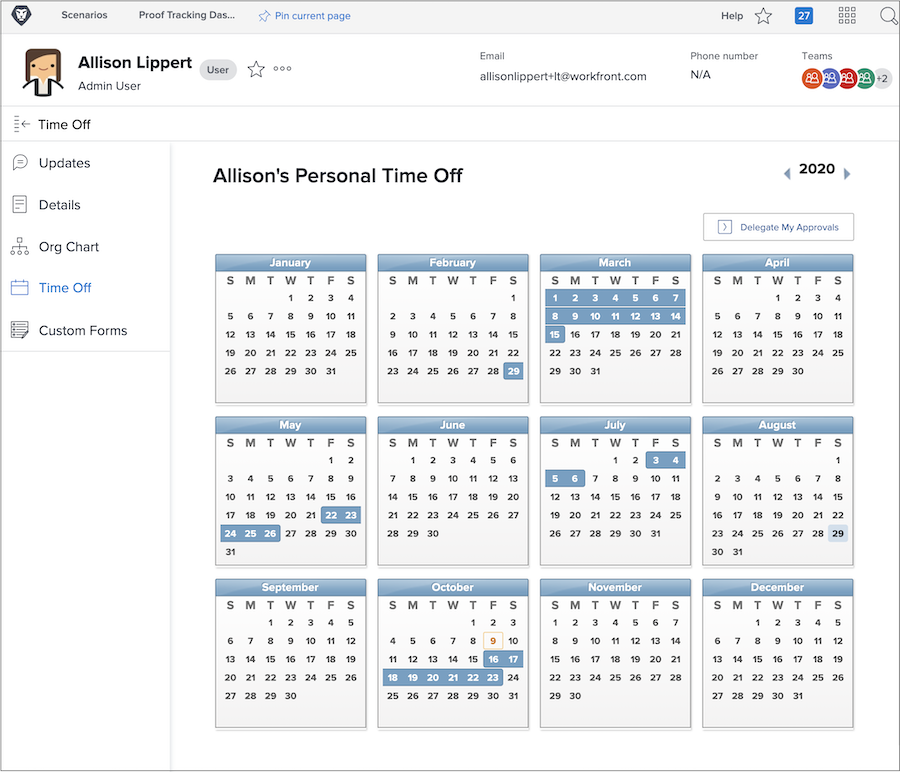 Scenarios Proof Tracking Das... Pin current page Help 27
Allison Lippert User
Admin User
Email
allisonlippert+lt@workfront.com
Phone number
N/A
Teams
+2
Time Off
Updates
Details
Org Chart
Time Off
Custom Forms
Allison's Personal Time Off
2020
Delegate My Approvals
January
S M T W T F S
1 2 3 4
5 6 7 8 9 10 11
12 13 14 15 16 17 18
19 20 21 22 23 24 25
26 27 28 29 30 31
February
S M T W T F S
1
2 3 4 5 6 7 8
9 10 11 12 13 14 15
16 17 18 19 20 21 22
23 24 25 26 27 28 29
March
S M T W T F S
1 2 3 4 5 6 7
8 9 10 11 12 13 14
15 16 17 18 19 20 21
22 23 24 25 26 27 28
29 30 31
April
S M T W T F S
1 2 3 4
5 6 7 8 9 10 11
12 13 14 15 16 17 18
19 20 21 22 23 24 25
26 27 28 29 30
May
S M T W T F S
1 2
3 4 5 6 7 8 9
10 11 12 13 14 15 16
17 18 19 20 21 22 23
24 25 26 27 28 29 30
31
June
S M T W T F S
1 2 3 4 5 6
7 8 9 10 11 12 13
14 15 16 17 18 19 20
21 22 23 24 25 26 27
28 29 30
July
S M T W T F S
1 2 3 4
5 6 7 8 9 10 11
12 13 14 15 16 17 18
19 20 21 22 23 24 25
26 27 28 29 30 31
August
S M T W T F S
1
2 3 4 5 6 7 8
9 10 11 12 13 14 15
16 17 18 19 20 21 22
23 24 25 26 27 28 29
30 31
September
S M T W T F S
1 2 3 4 5
6 7 8 9 10 11 12
13 14 15 16 17 18 19
20 21 22 23 24 25 26
27 28 29 30
October
S M T W T F S
1 2 3
4 5 6 7 8 9 10
11 12 13 14 15 16 17
18 19 20 21 22 23 24
25 26 27 28 29 30 31
November
S M T W T F S
1 2 3 4 5 6 7
8 9 10 11 12 13 14
15 16 17 18 19 20 21
22 23 24 25 26 27 28
29 30
December
S M T W T F S
1 2 3 4 5
6 7 8 9 10 11 12
13 14 15 16 17 18 19
20 21 22 23 24 25 26
27 28 29 30 31